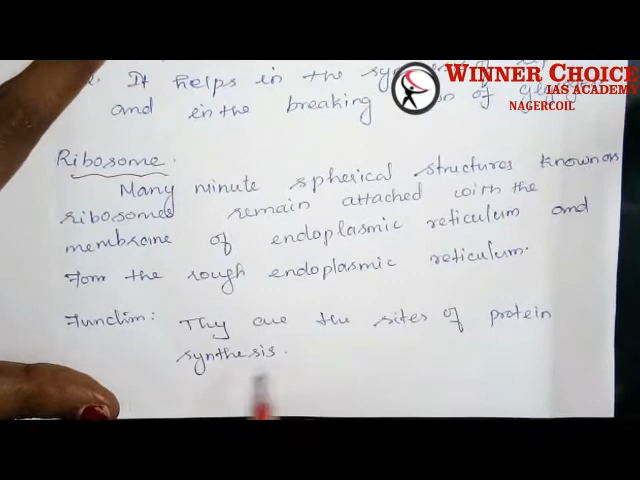 It helps in the
and in the breaking of
WINNER CHOICE
IAS ACADEMY
NAGERCOIL
Ribosome.
Many minute spherical structures known as
ribosomes remain attached with the
membrane of endoplasmic reticulum and
Form the rough endoplasmic reticulum.
Function: Thy are the sites of protein
synthesis.